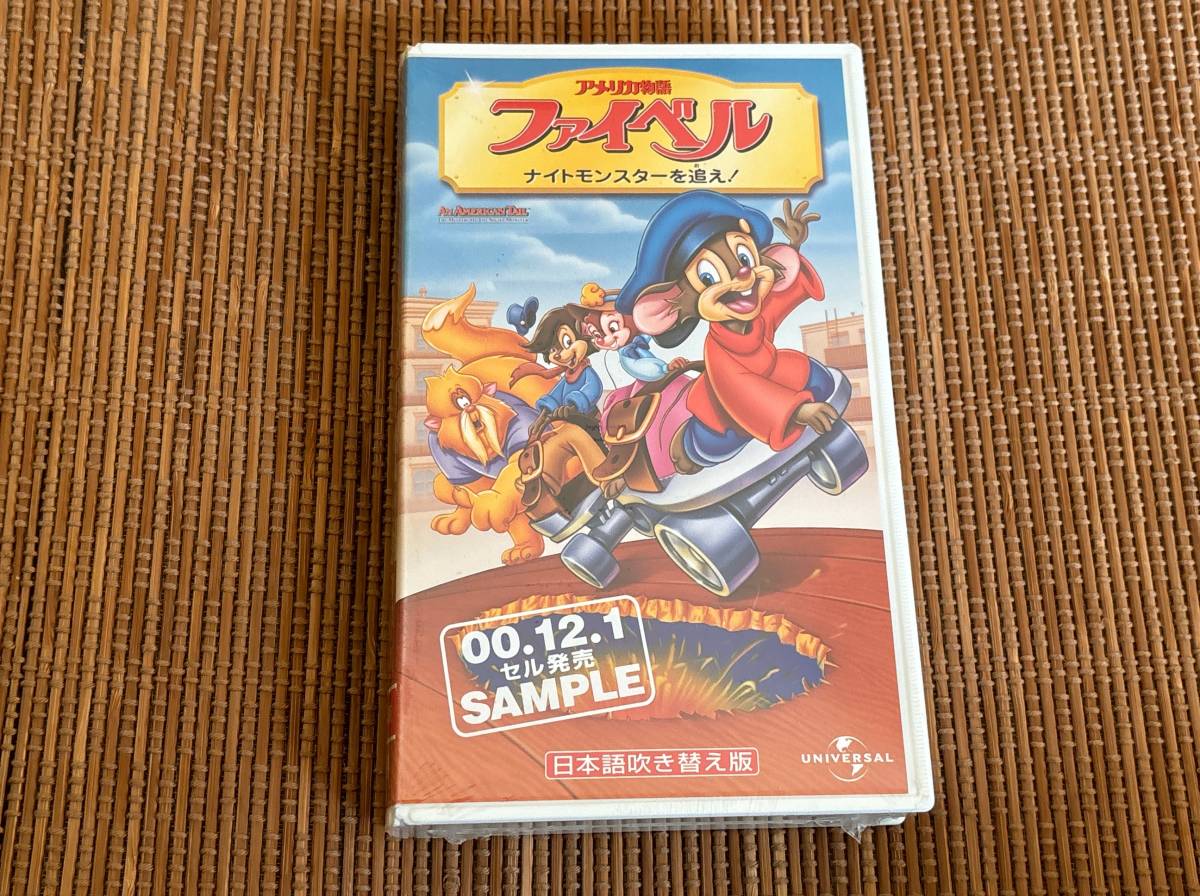 アメリカ物語
ファイベル
ナイトモンスターを追え!
お
AN AMERICAN TAIL
00.12.1
セル発売
SAMPLE
日本語吹き替え版
UNIVERSAL